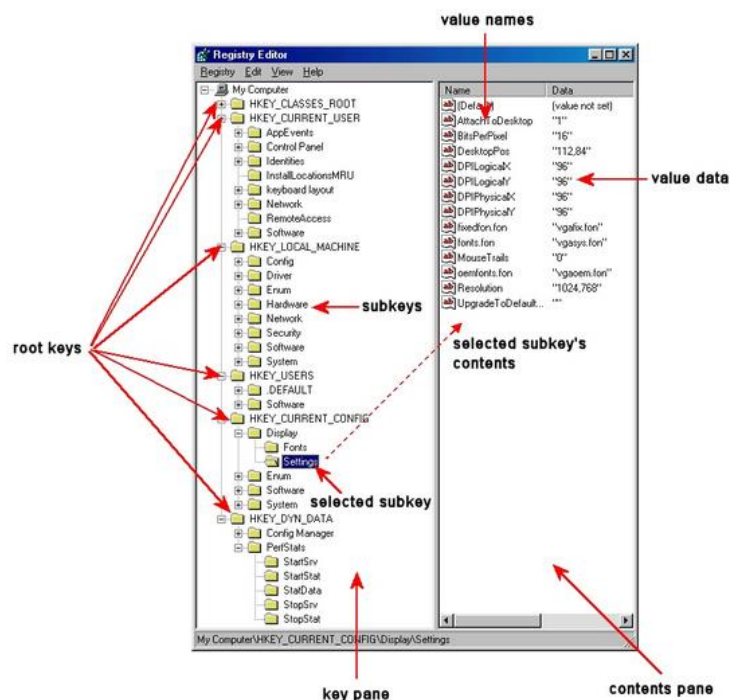 value names
Registry Editor
Registry Edit View Help
My Computer
HKEY_CLASSES_ROOT
HKEY_CURRENT_USER
AppEvents
Control Panel
Identities
InstallLocationsMRU
keyboard layout
Network
RemoteAccess
Software
HKEY_LOCAL_MACHINE
Config
Driver
Enum
Hardware
Network
Security
Software
System
HKEY_USERS
.DEFAULT
Software
HKEY_CURRENT_CONFIG
Display
Fonts
Settings
Enum
Software
System
HKEY_DYN_DATA
Config Manager
PerfStats
StartSrv
StartStat
StatData
StopSrv
StopStat
Name Data
(Default) (value not set)
AttachToDesktop "1"
BitsPerPixel "16"
DesktopPos "112,84"
DPILogicalX "96"
DPILogicalY "96"
DPIPhysicalX "96"
DPIPhysicalY "96"
fixedfon.fon "vgafix.fon"
fonts.fon "vgasys.fon"
MouseTrails "0"
oemfonts.fon "vgaoem.fon"
Resolution "1024,768"
UpgradeToDefault... ""
value data
subkeys
root keys
selected subkey's
contents
selected subkey
My Computer\HKEY_CURRENT_CONFIG\Display\Settings
key pane
contents pane